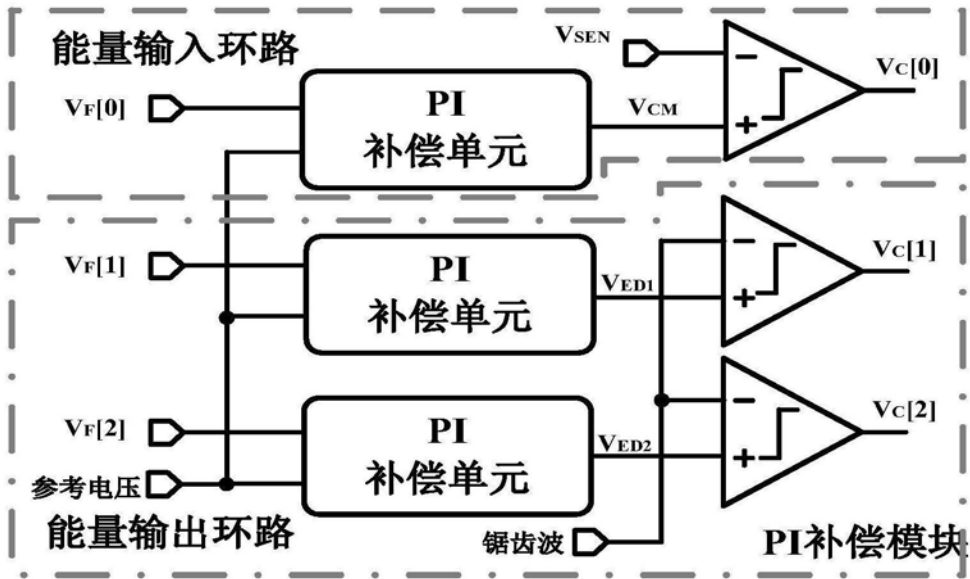 能量输入环路
VSEN
VC[0]
VF[0]
PI
补偿单元
VCM
VF[1]
PI
补偿单元
VED1
VC[1]
VF[2]
PI
补偿单元
VED2
VC[2]
参考电压
能量输出环路
锯齿波
PI补偿模块